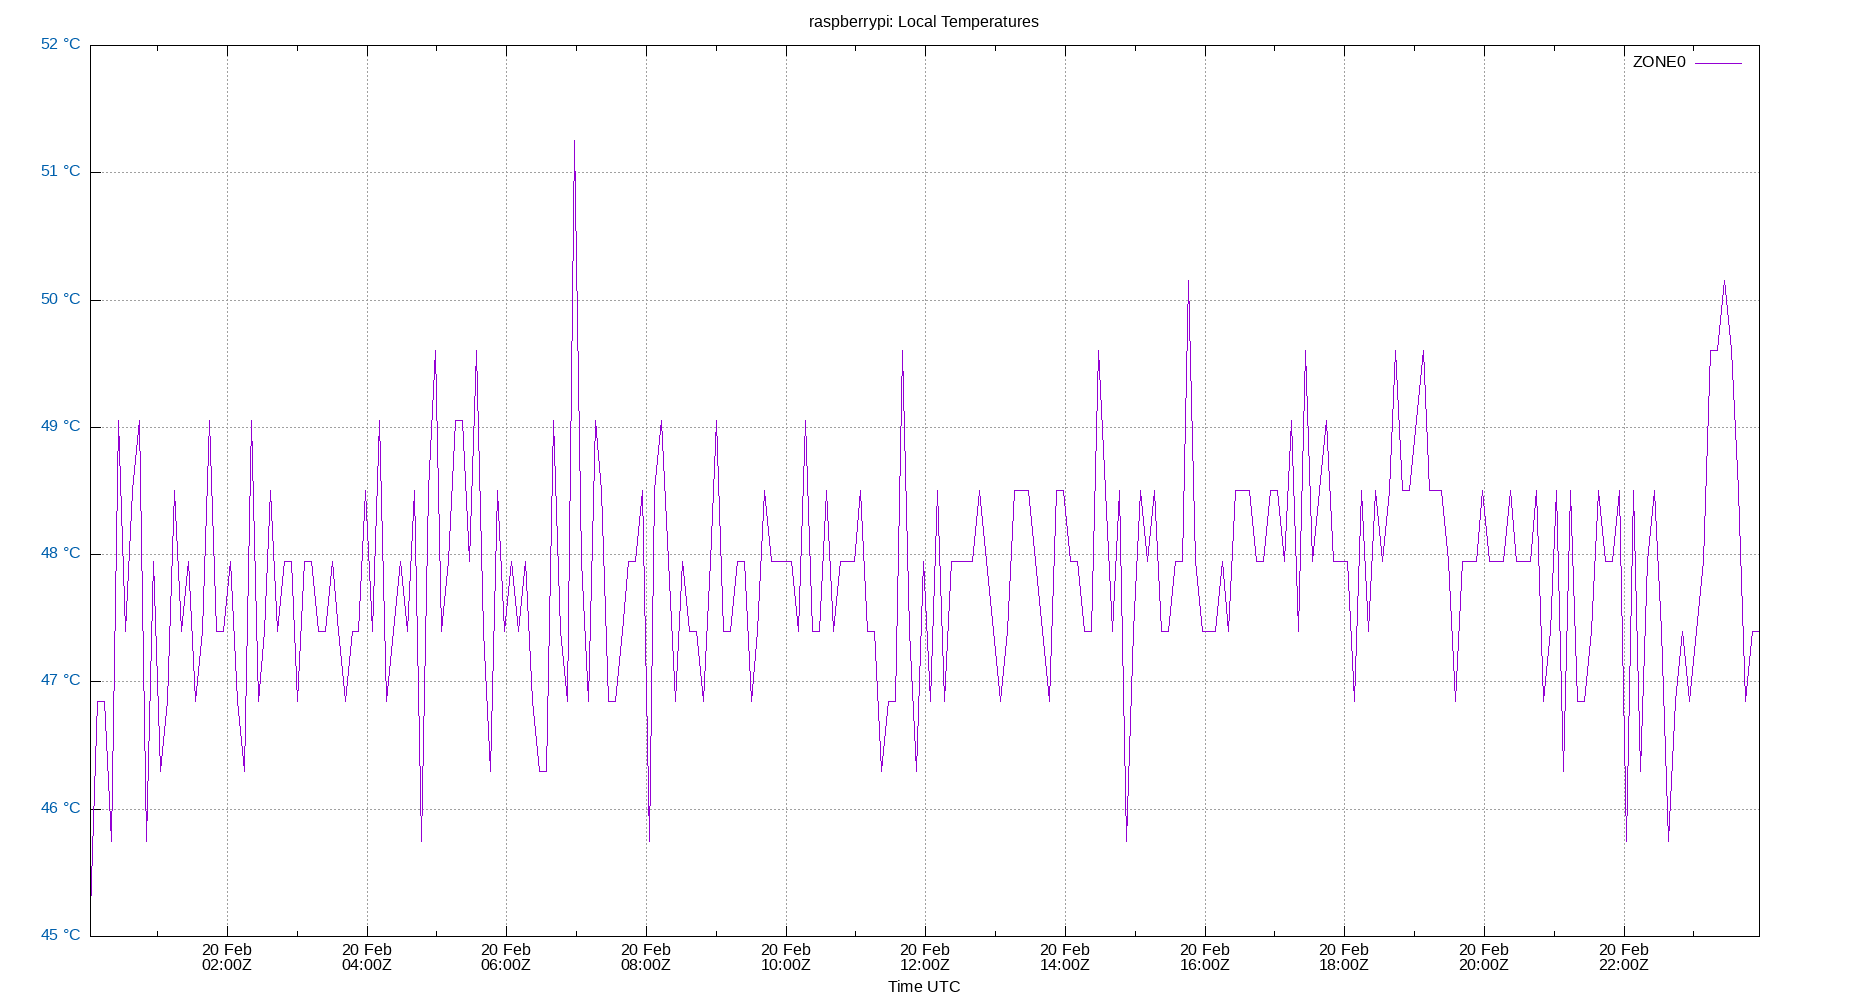 raspberrypi: Local Temperatures
52 °C
ZONE0
51 °C
50 °C
49 °C
48 °C
47 °C
46 °C
45 °C
20 Feb 20 Feb 20 Feb 20 Feb 20 Feb 20 Feb 20 Feb 20 Feb 20 Feb 20 Feb 20 Feb
02:00Z 04:00Z 06:00Z 08:00Z 10:00Z 12:00Z 14:00Z 16:00Z 18:00Z 20:00Z 22:00Z
Time UTC